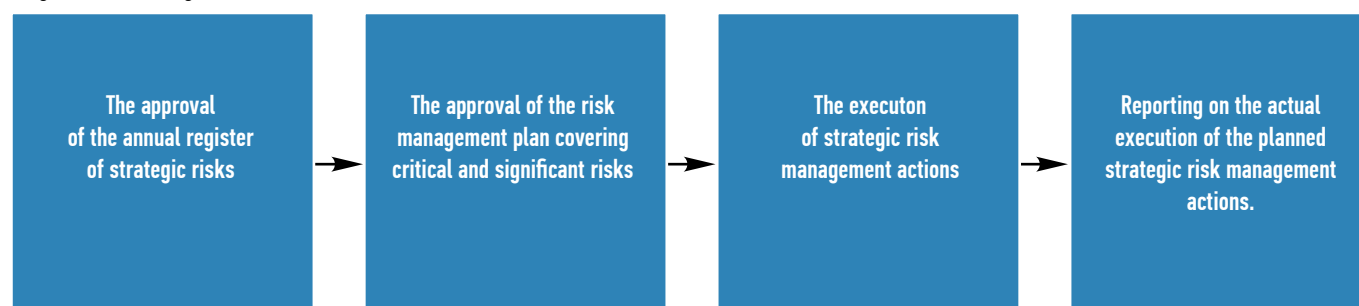 The approval
of the annual register
of strategic risks
The approval of the risk
management plan covering
critical and significant risks
The executon
of strategic risk
management actions
Reporting on the actual
execution of the planned
strategic risk management
actions.